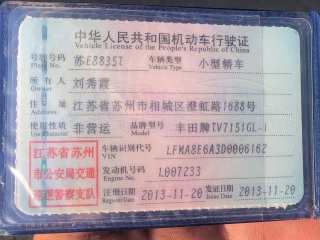 中华人民共和国机动车行驶证
Vehicle License of the People's Republic of China
号牌号码 苏E8835T 车辆类型 小型轿车
Plate No. Vehicle Type
所有人 刘秀霞
Owner
住址 江苏省苏州市相城区澄虹路1688号
Address
使用性质 非营运 品牌型号 丰田牌TV7151GL-i
Use Character Model
江苏省苏州市公安局交通巡逻警察支队
车辆识别代号 LFMA8E6A3D0006162
VIN
发动机号码 L007233
Engine No.
注册日期 2013-11-20 发证日期 2013-11-20
Register Date Issue Date